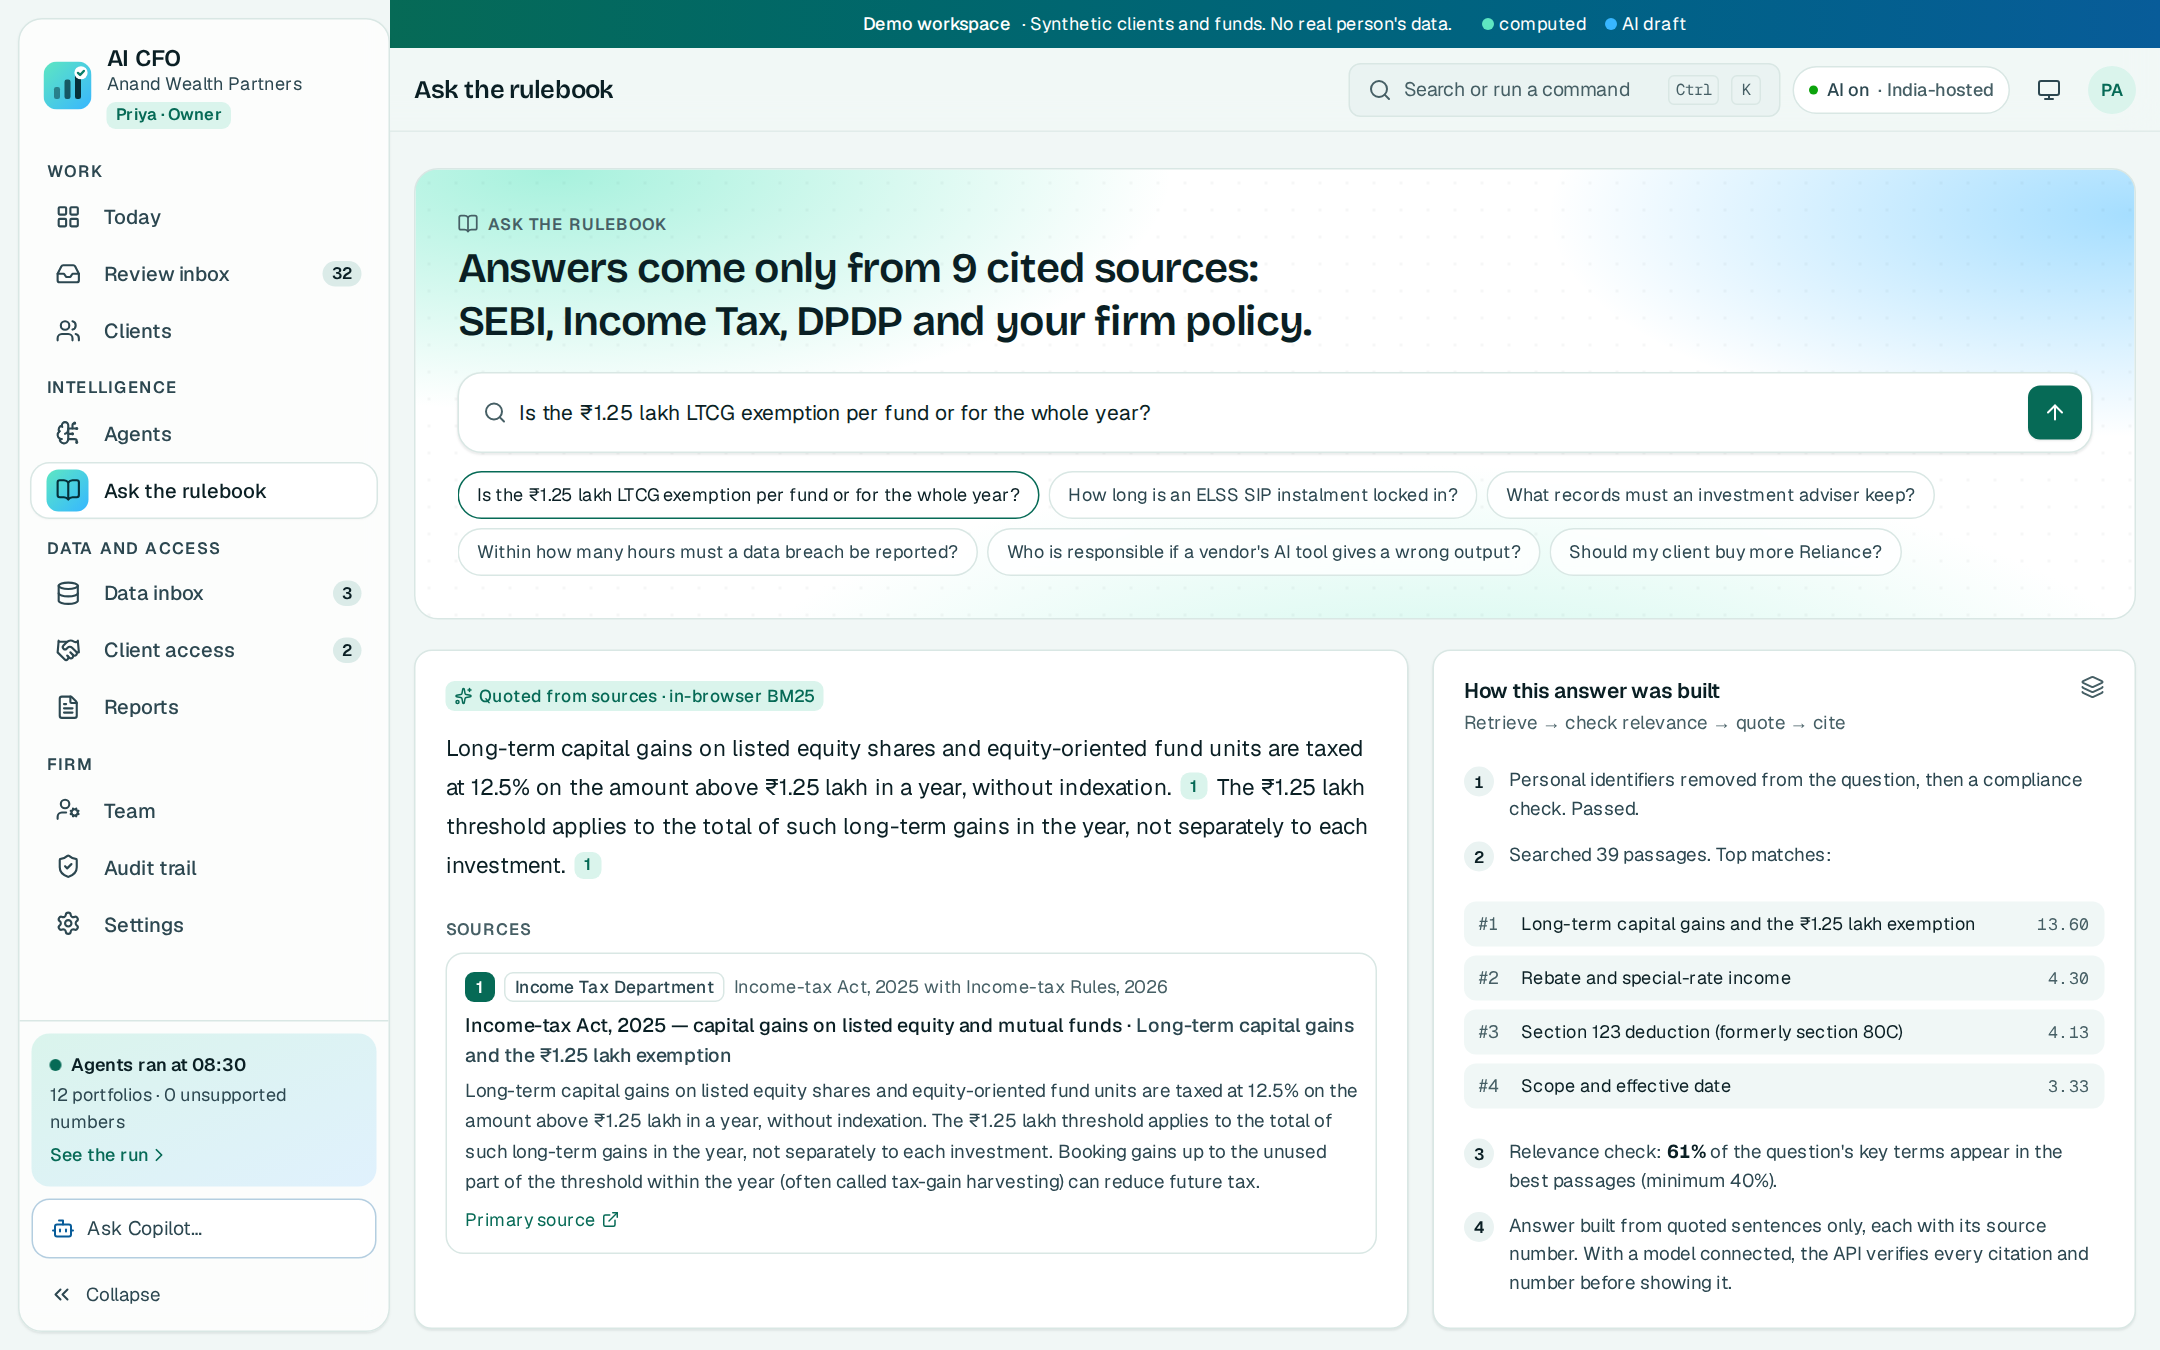 Demo workspace · Synthetic clients and funds. No real person's data. computed AI draft
AI CFO
Anand Wealth Partners
Priya · Owner
WORK
Today
Review inbox 32
Clients
INTELLIGENCE
Agents
Ask the rulebook
DATA AND ACCESS
Data inbox 3
Client access 2
Reports
FIRM
Team
Audit trail
Settings
Agents ran at 08:30
12 portfolios · 0 unsupported
numbers
See the run
Ask Copilot...
Collapse
Ask the rulebook
Search or run a command Ctrl K
AI on · India-hosted
PA
ASK THE RULEBOOK
Answers come only from 9 cited sources:
SEBI, Income Tax, DPDP and your firm policy.
Is the ₹1.25 lakh LTCG exemption per fund or for the whole year?
Is the ₹1.25 lakh LTCG exemption per fund or for the whole year?
How long is an ELSS SIP instalment locked in?
What records must an investment adviser keep?
Within how many hours must a data breach be reported?
Who is responsible if a vendor's AI tool gives a wrong output?
Should my client buy more Reliance?
Quoted from sources · in-browser BM25
Long-term capital gains on listed equity shares and equity-oriented fund units are taxed
at 12.5% on the amount above ₹1.25 lakh in a year, without indexation. 1 The ₹1.25 lakh
threshold applies to the total of such long-term gains in the year, not separately to each
investment. 1
SOURCES
1 Income Tax Department Income-tax Act, 2025 with Income-tax Rules, 2026
Income-tax Act, 2025 — capital gains on listed equity and mutual funds · Long-term capital gains
and the ₹1.25 lakh exemption
Long-term capital gains on listed equity shares and equity-oriented fund units are taxed at 12.5% on the
amount above ₹1.25 lakh in a year, without indexation. The ₹1.25 lakh threshold applies to the total of
such long-term gains in the year, not separately to each investment. Booking gains up to the unused
part of the threshold within the year (often called tax-gain harvesting) can reduce future tax.
Primary source
How this answer was built
Retrieve → check relevance → quote → cite
1 Personal identifiers removed from the question, then a compliance
check. Passed.
2 Searched 39 passages. Top matches:
#1 Long-term capital gains and the ₹1.25 lakh exemption 13.60
#2 Rebate and special-rate income 4.30
#3 Section 123 deduction (formerly section 80C) 4.13
#4 Scope and effective date 3.33
3 Relevance check: 61% of the question's key terms appear in the
best passages (minimum 40%).
4 Answer built from quoted sentences only, each with its source
number. With a model connected, the API verifies every citation and
number before showing it.